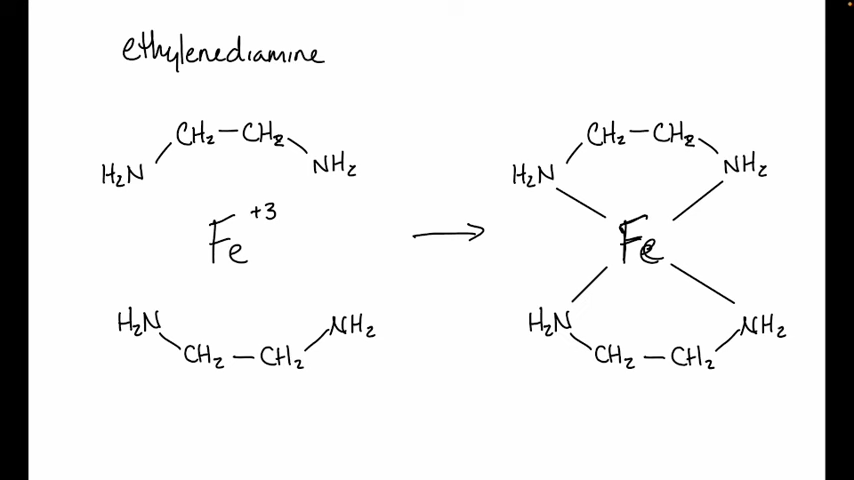 ethylenediamine
CH₂—CH₂ CH₂—CH₂
H₂N NH₂ H₂N NH₂
Fe⁺³ → Fe
H₂N NH₂ H₂N NH₂
CH₂—CH₂ CH₂—CH₂